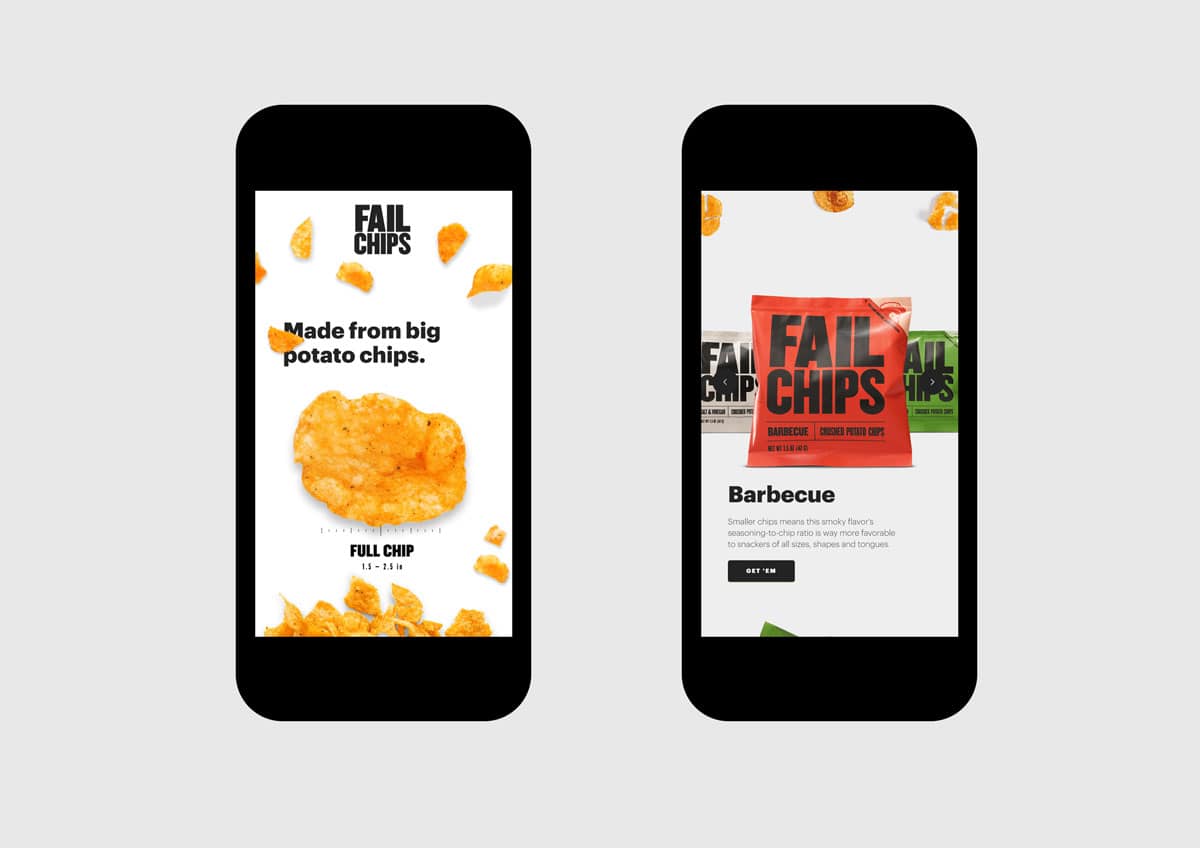 FAIL
CHIPS
Made from big
potato chips.
FULL CHIP
1.5 – 2.5 in
FAIL
CHIPS
SALT & VINEGAR
CRUSHED POTATO CHIPS
FAIL
CHIPS
BARBECUE
CRUSHED POTATO CHIPS
NET WT 1.5 OZ (42 G)
FAIL
CHIPS
CRUSHED POTATO CHIPS
Barbecue
Smaller chips means this smoky flavor's
seasoning-to-chip ratio is way more favorable
to snackers of all sizes, shapes and tongues.
GET 'EM